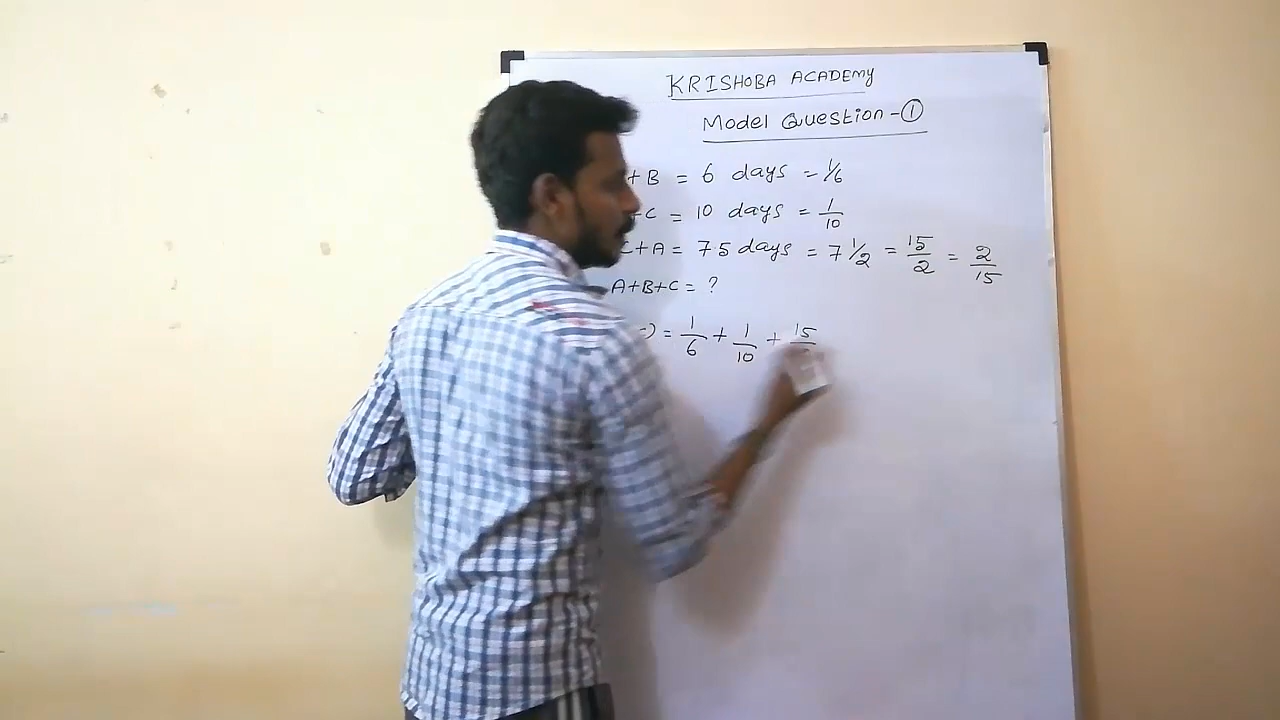 KRISHOBA ACADEMY
Model Question - ①
+ B = 6 days = 1/6
+C = 10 days = 1/10
C+A = 7.5 days = 7 1/2 = 15/2 = 2/15
A+B+C = ?
) = 1/6 + 1/10 + 15